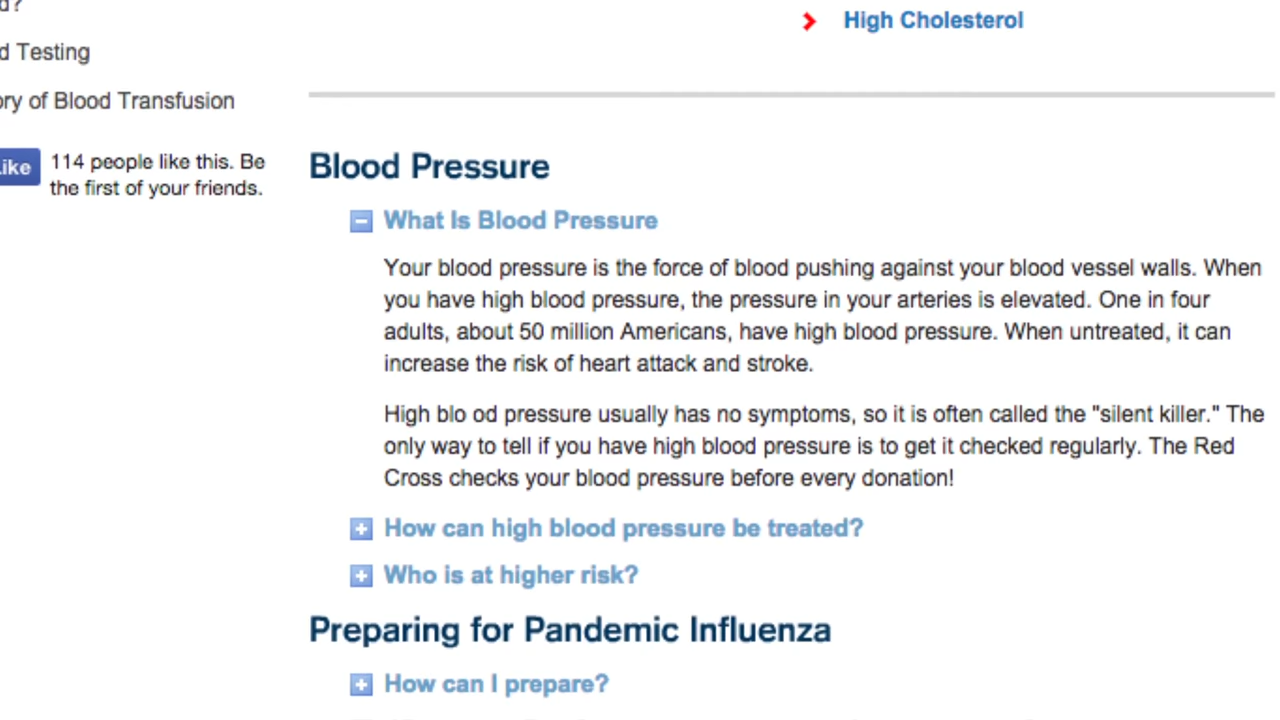 d?
High Cholesterol
d Testing
ory of Blood Transfusion
Like
114 people like this. Be
the first of your friends.
Blood Pressure
What Is Blood Pressure
Your blood pressure is the force of blood pushing against your blood vessel walls. When
you have high blood pressure, the pressure in your arteries is elevated. One in four
adults, about 50 million Americans, have high blood pressure. When untreated, it can
increase the risk of heart attack and stroke.
High blo od pressure usually has no symptoms, so it is often called the "silent killer." The
only way to tell if you have high blood pressure is to get it checked regularly. The Red
Cross checks your blood pressure before every donation!
How can high blood pressure be treated?
Who is at higher risk?
Preparing for Pandemic Influenza
How can I prepare?